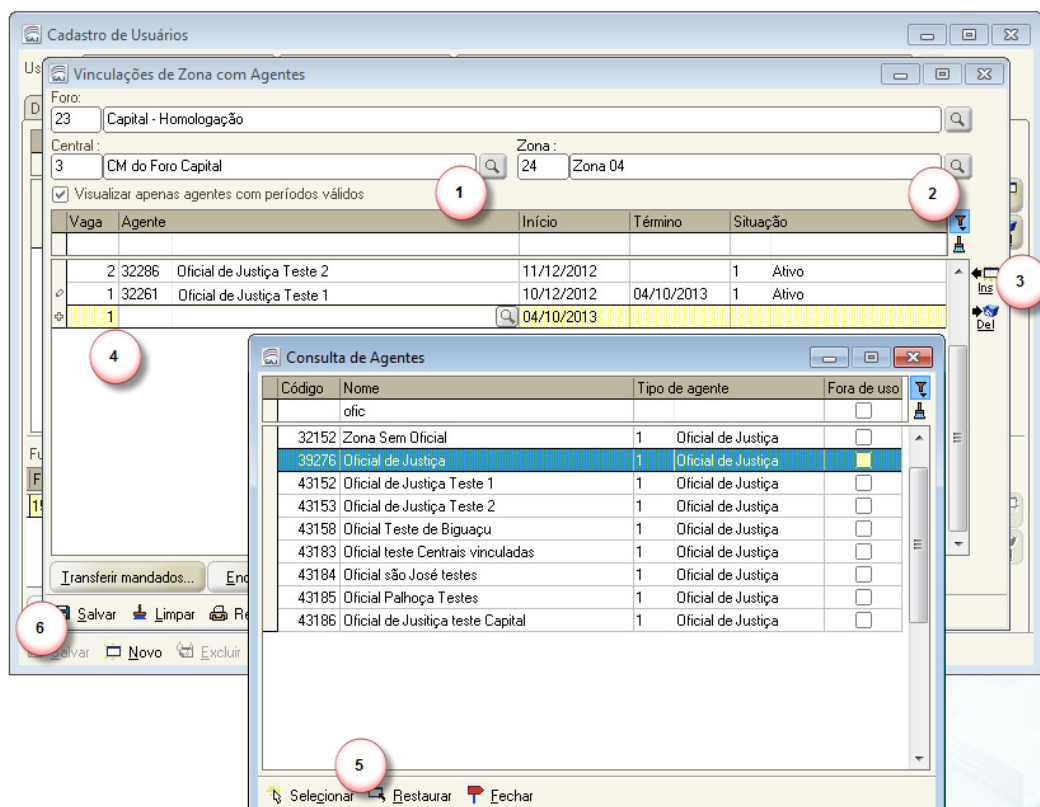 Cadastro de Usuários
Us
Vinculações de Zona com Agentes
D
Foro:
23 Capital - Homologação
Central : Zona :
3 CM do Foro Capital 24 Zona 04
1
2
Visualizar apenas agentes com períodos válidos
Vaga Agente Início Término Situação
2 32286 Oficial de Justiça Teste 2 11/12/2012 1 Ativo
Ins
3
1 32261 Oficial de Justiça Teste 1 10/12/2012 04/10/2013 1 Ativo
1 04/10/2013
Del
4
Consulta de Agentes
Código Nome Tipo de agente Fora de uso
ofic
32152 Zona Sem Oficial 1 Oficial de Justiça
39276 Oficial de Justiça 1 Oficial de Justiça
43152 Oficial de Justiça Teste 1 1 Oficial de Justiça
43153 Oficial de Justiça Teste 2 1 Oficial de Justiça
43158 Oficial Teste de Biguaçu 1 Oficial de Justiça
43183 Oficial teste Centrais vinculadas 1 Oficial de Justiça
43184 Oficial são José testes 1 Oficial de Justiça
43185 Oficial Palhoça Testes 1 Oficial de Justiça
43186 Oficial de Jusitiça teste Capital 1 Oficial de Justiça
Fu
F
15
Transferir mandados... End
Salvar Limpar Re
6
Salvar Novo Excluir
5
Selecionar Restaurar Fechar